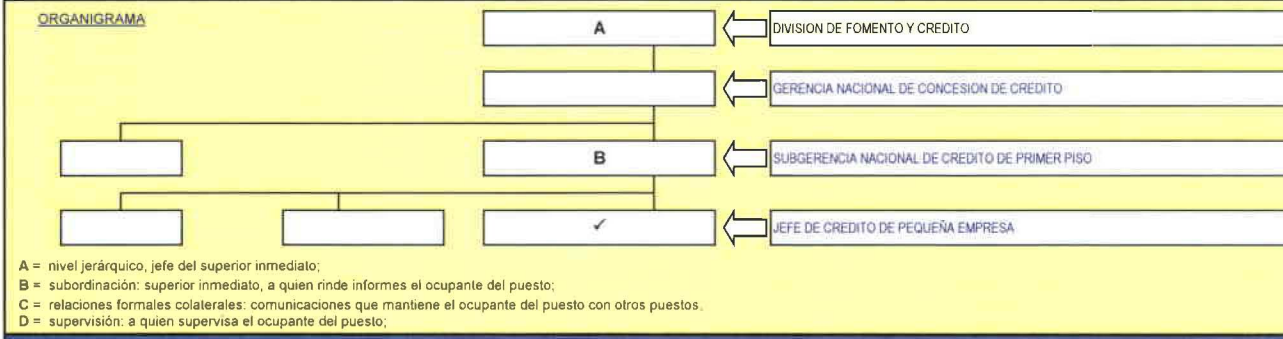 ORGANIGRAMA
A
DIVISION DE FOMENTO Y CREDITO
GERENCIA NACIONAL DE CONCESION DE CREDITO
B
SUBGERENCIA NACIONAL DE CREDITO DE PRIMER PISO
✓
JEFE DE CREDITO DE PEQUEÑA EMPRESA
A = nivel jerárquico, jefe del superior inmediato;
B = subordinación: superior inmediato, a quien rinde informes el ocupante del puesto;
C = relaciones formales colaterales: comunicaciones que mantiene el ocupante del puesto con otros puestos.
D = supervisión: a quien supervisa el ocupante del puesto;